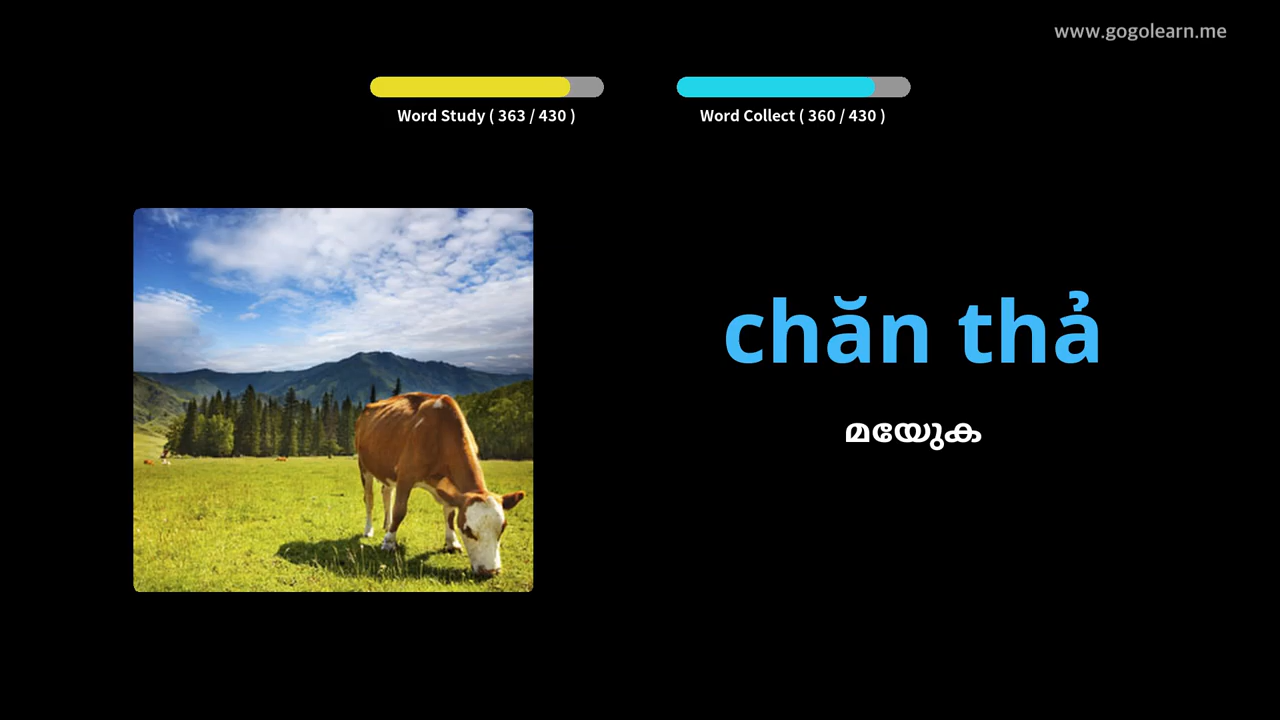 www.gogolearn.me
Word Study ( 363 / 430 )
Word Collect ( 360 / 430 )
chăn thả
മയേുക